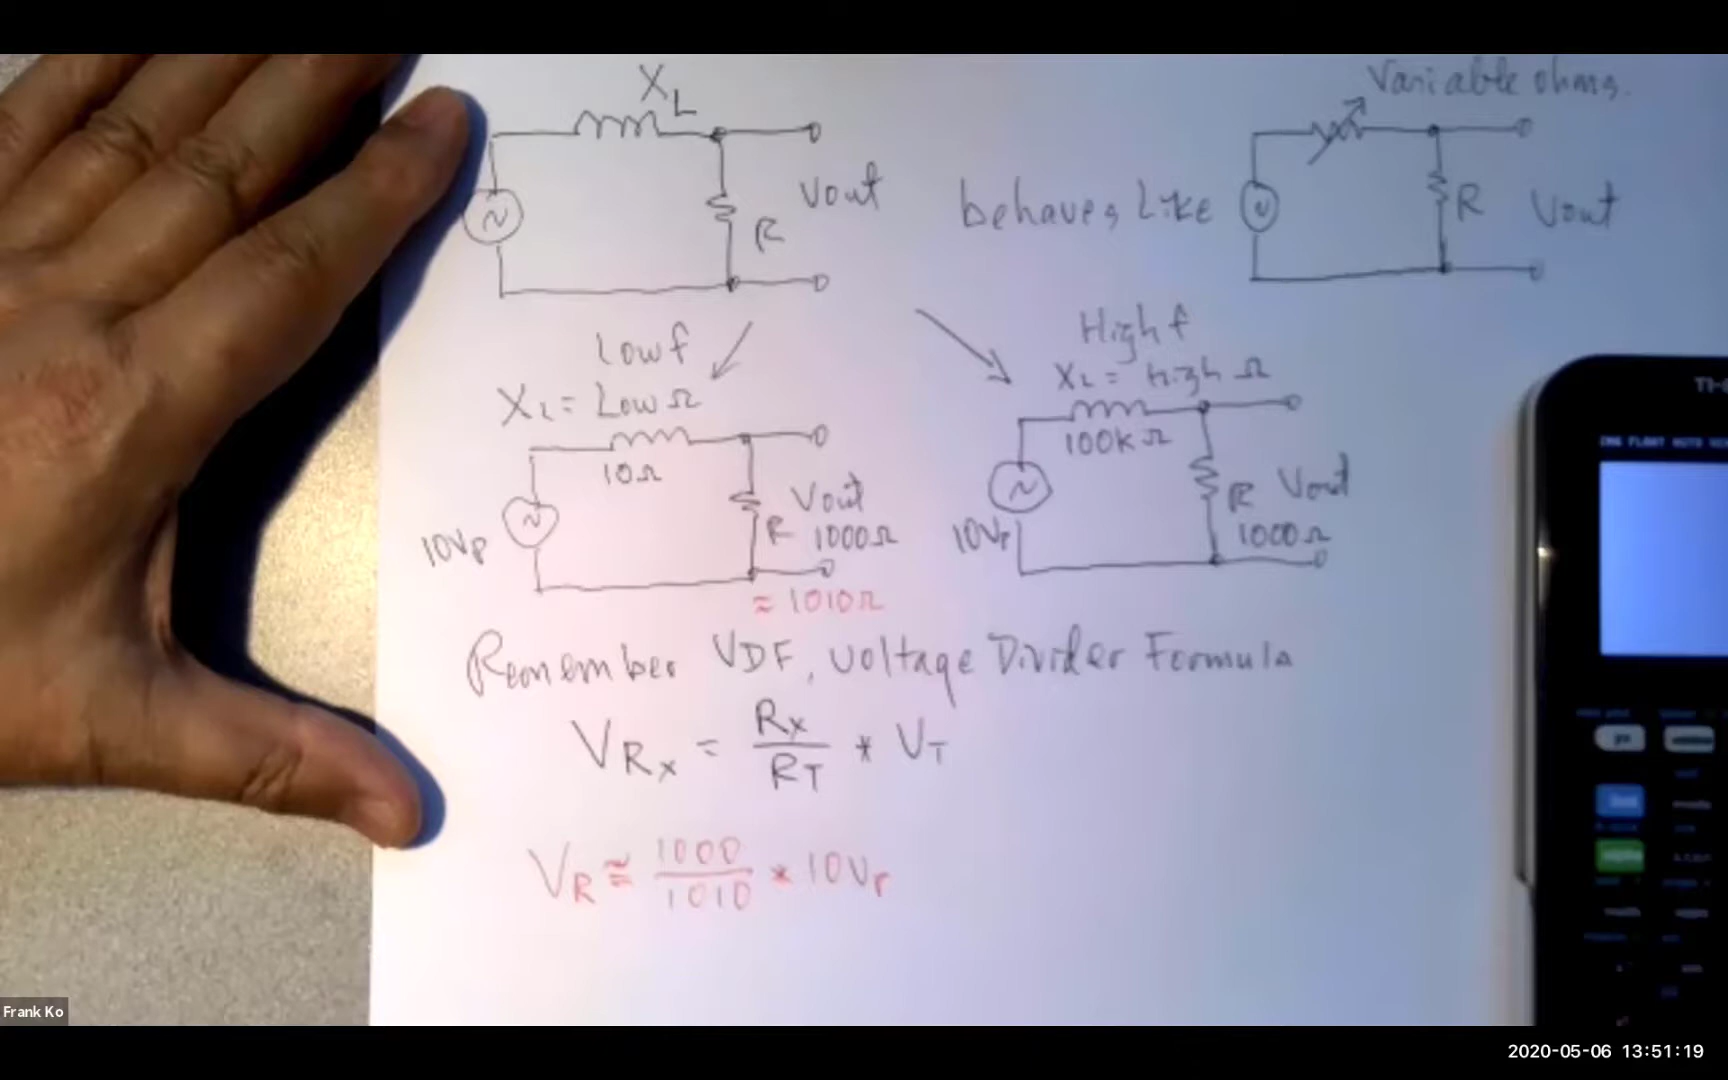 XL
Variable ohms.
Vout
R
behaves Like
R
Vout
Low f
XL = Low Ω
10Ω
10Vp
Vout
R 1000Ω
≈ 1010Ω
High f
XL = High Ω
100k Ω
10Vp
R Vout
1000Ω
Remember VDF, Voltage Divider Formula
VRx = Rx / RT * VT
VR ≈ 1000 / 1010 * 10Vp
Frank Ko
2020-05-06 13:51:19